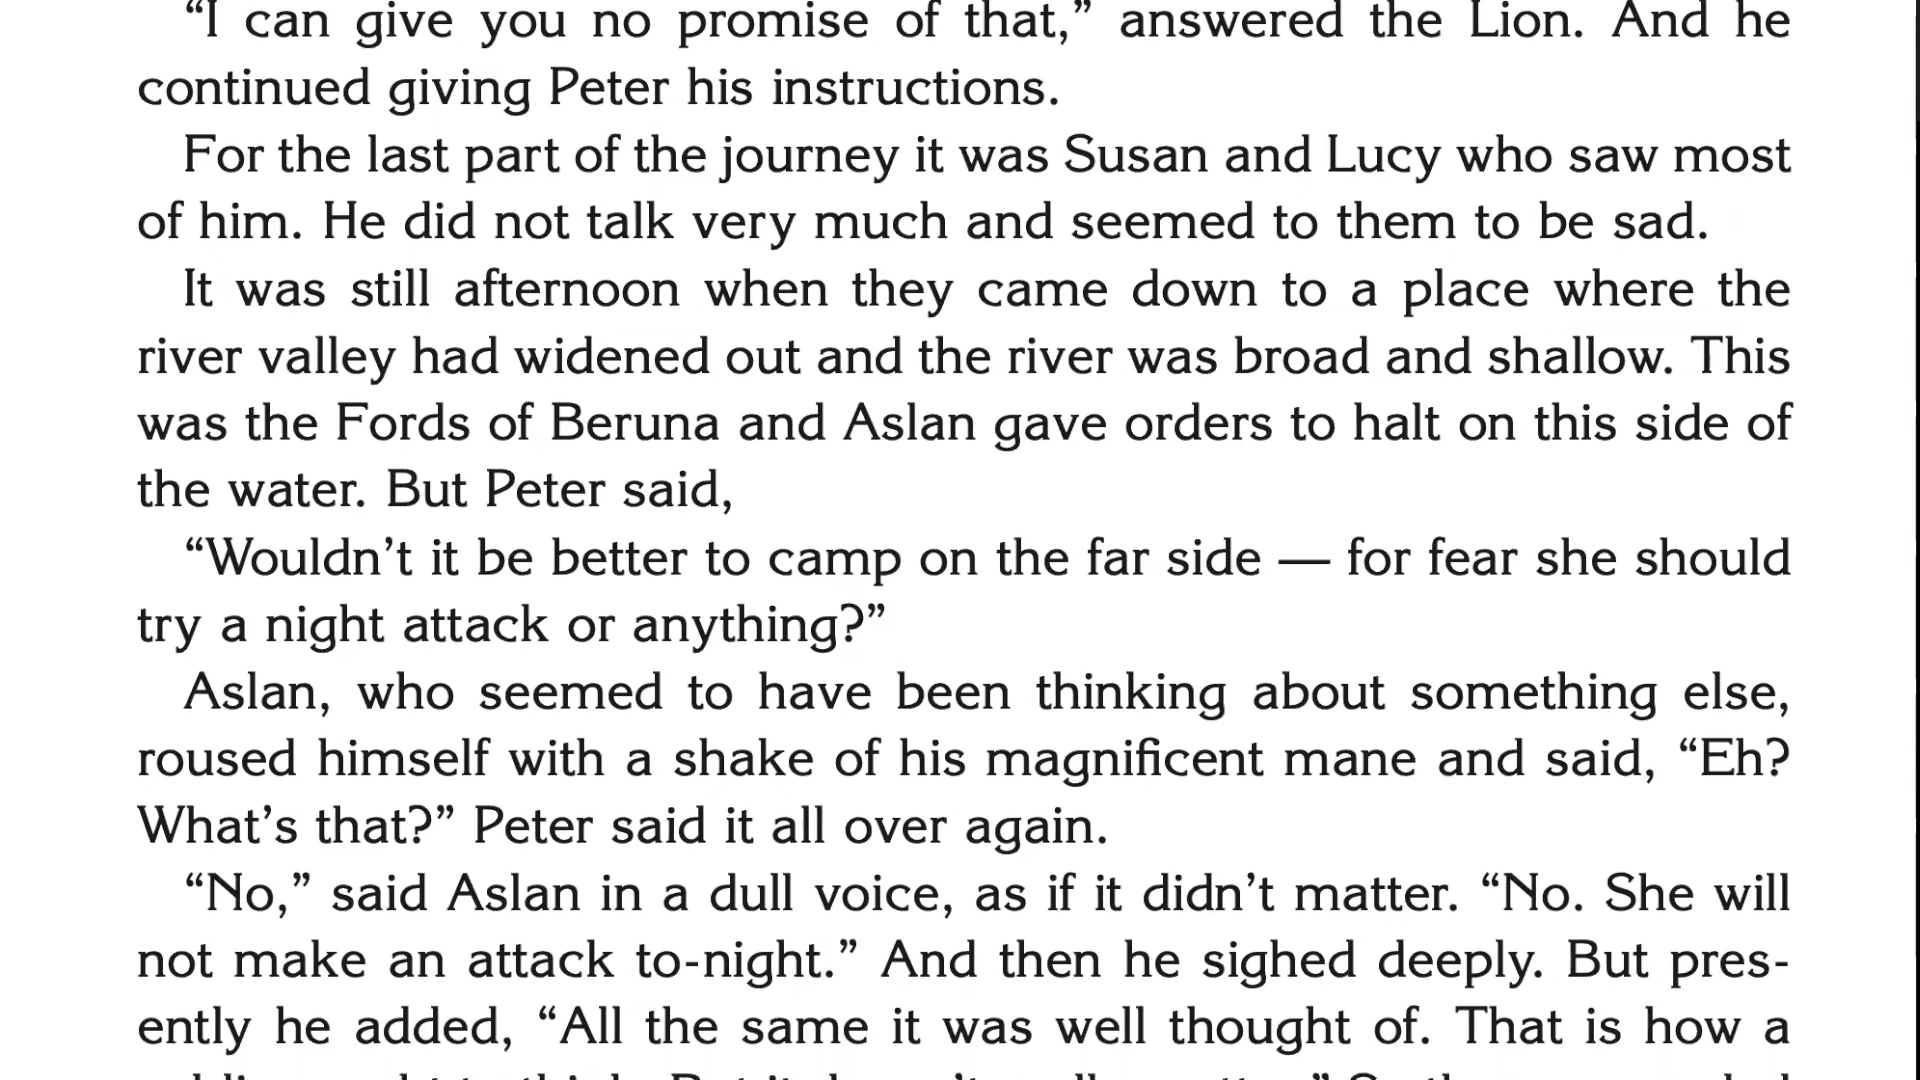 “I can give you no promise of that,” answered the Lion. And he
continued giving Peter his instructions.
For the last part of the journey it was Susan and Lucy who saw most
of him. He did not talk very much and seemed to them to be sad.
It was still afternoon when they came down to a place where the
river valley had widened out and the river was broad and shallow. This
was the Fords of Beruna and Aslan gave orders to halt on this side of
the water. But Peter said,
“Wouldn’t it be better to camp on the far side — for fear she should
try a night attack or anything?”
Aslan, who seemed to have been thinking about something else,
roused himself with a shake of his magnificent mane and said, “Eh?
What’s that?” Peter said it all over again.
“No,” said Aslan in a dull voice, as if it didn’t matter. “No. She will
not make an attack to-night.” And then he sighed deeply. But pres-
ently he added, “All the same it was well thought of. That is how a